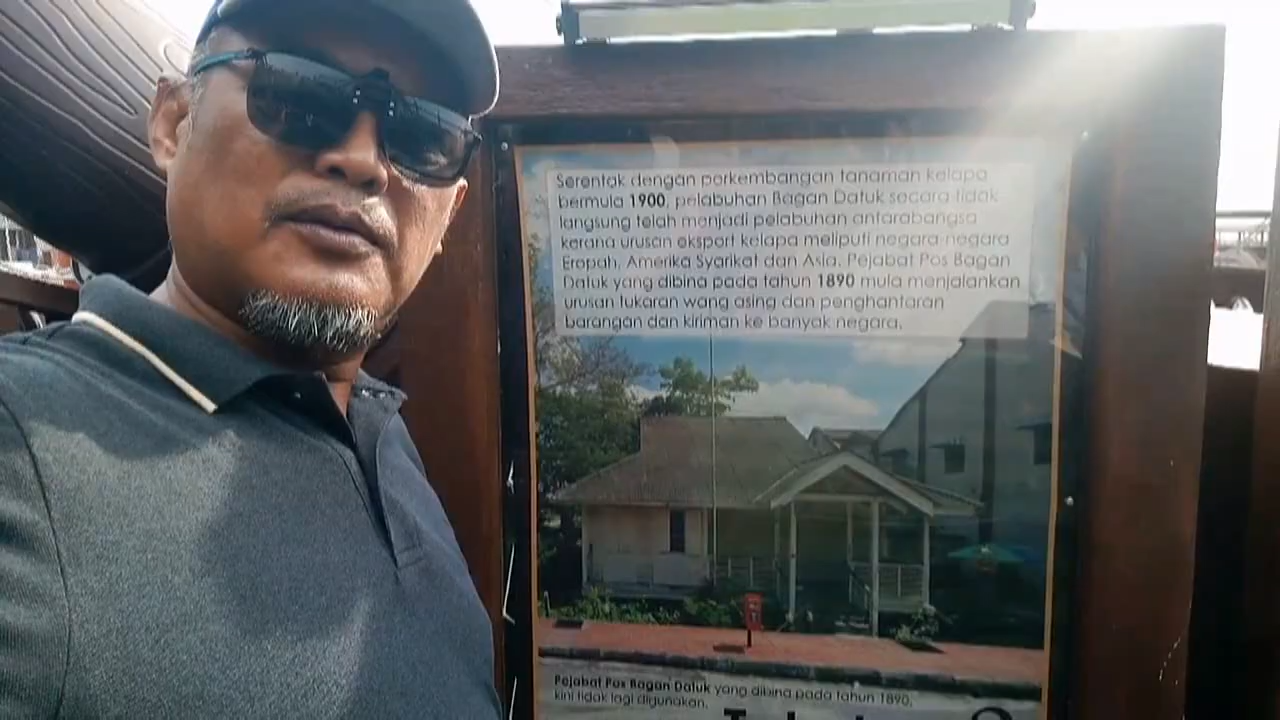 Serentak dengan perkembangan tanaman kelapa
bermula 1900, pelabuhan Bagan Datuk secara tidak
langsung telah menjadi pelabuhan antarabangsa
kerana urusan eksport kelapa meliputi negara-negara
Eropah, Amerika Syarikat dan Asia. Pejabat Pos Bagan
Datuk yang dibina pada tahun 1890 mula menjalankan
urusan tukaran wang asing dan penghantaran
barangan dan kiriman ke banyak negara.
Pejabat Pos Bagan Datuk yang dibina pada tahun 1890,
kini tidak lagi digunakan.